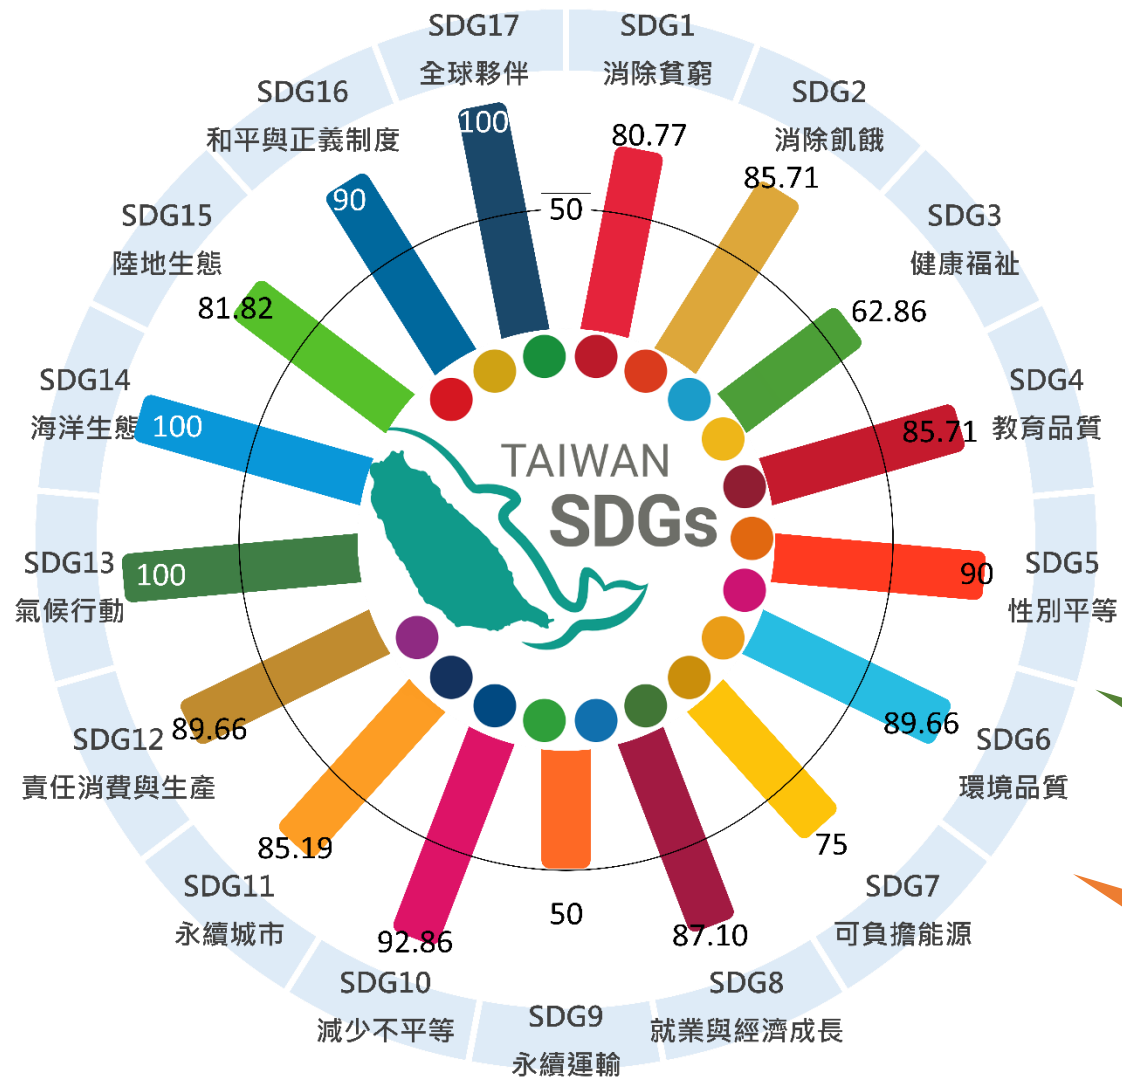 SDG17
全球夥伴
100
SDG1
消除貧窮
80.77
SDG2
消除飢餓
85.71
SDG3
健康福祉
62.86
SDG4
教育品質
85.71
SDG5
性別平等
90
SDG6
環境品質
89.66
SDG7
可負擔能源
75
SDG8
就業與經濟成長
87.10
SDG9
永續運輸
50
SDG10
減少不平等
92.86
SDG11
永續城市
85.19
SDG12
責任消費與生產
89.66
SDG13
氣候行動
100
SDG14
海洋生態
100
SDG15
陸地生態
81.82
SDG16
和平與正義制度
90
50
TAIWAN
SDGs